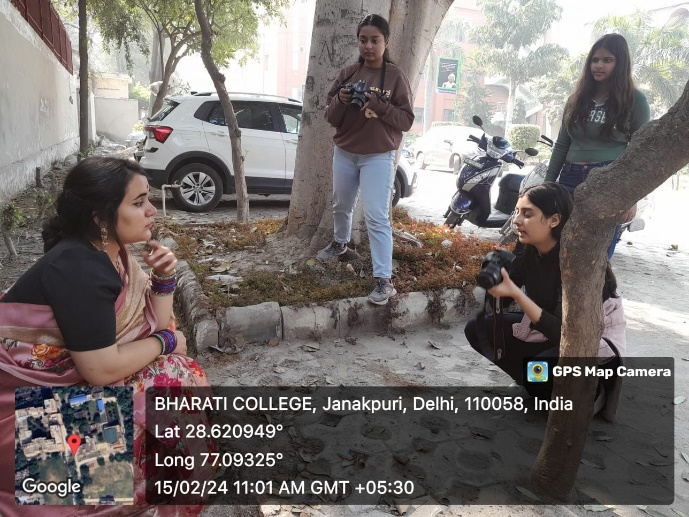 GPS Map Camera
BHARATI COLLEGE, Janakpuri, Delhi, 110058, India
Lat 28.620949°
Long 77.09325°
15/02/24 11:01 AM GMT +05:30
Google